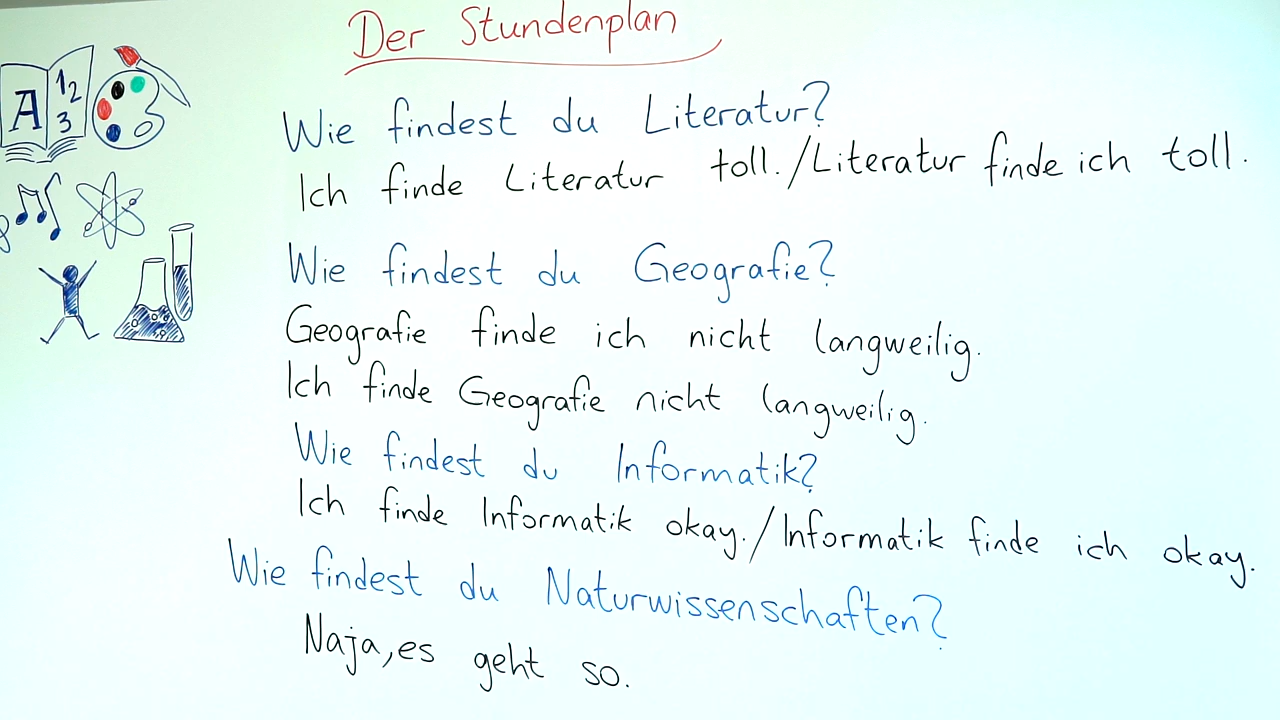 Der Stundenplan
A 12
3
Wie findest du Literatur?
Ich finde Literatur toll./Literatur finde ich toll.
Wie findest du Geografie?
Geografie finde ich nicht langweilig.
Ich finde Geografie nicht langweilig.
Wie findest du Informatik?
Ich finde Informatik okay./Informatik finde ich okay.
Wie findest du Naturwissenschaften?
Naja, es geht so.